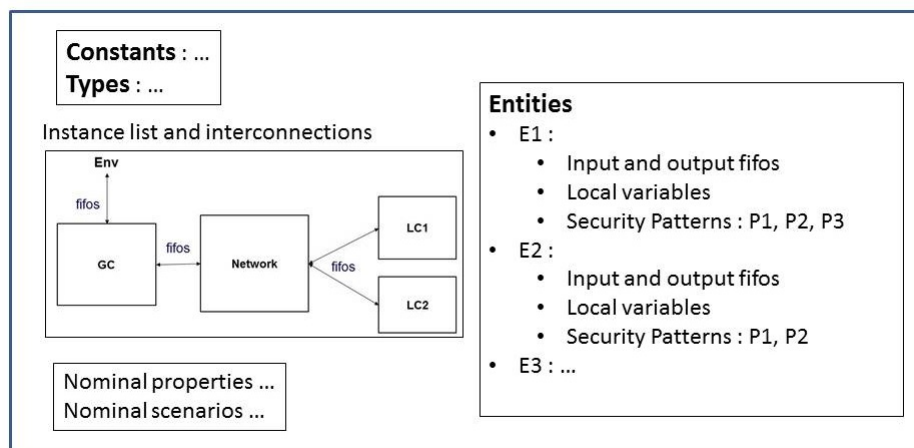 Constants : ...
Types : ...
Instance list and interconnections
Env
fifos
GC
fifos
Network
fifos
LC1
LC2
Nominal properties ...
Nominal scenarios ...
Entities
• E1 :
• Input and output fifos
• Local variables
• Security Patterns : P1, P2, P3
• E2 :
• Input and output fifos
• Local variables
• Security Patterns : P1, P2
• E3 : ...